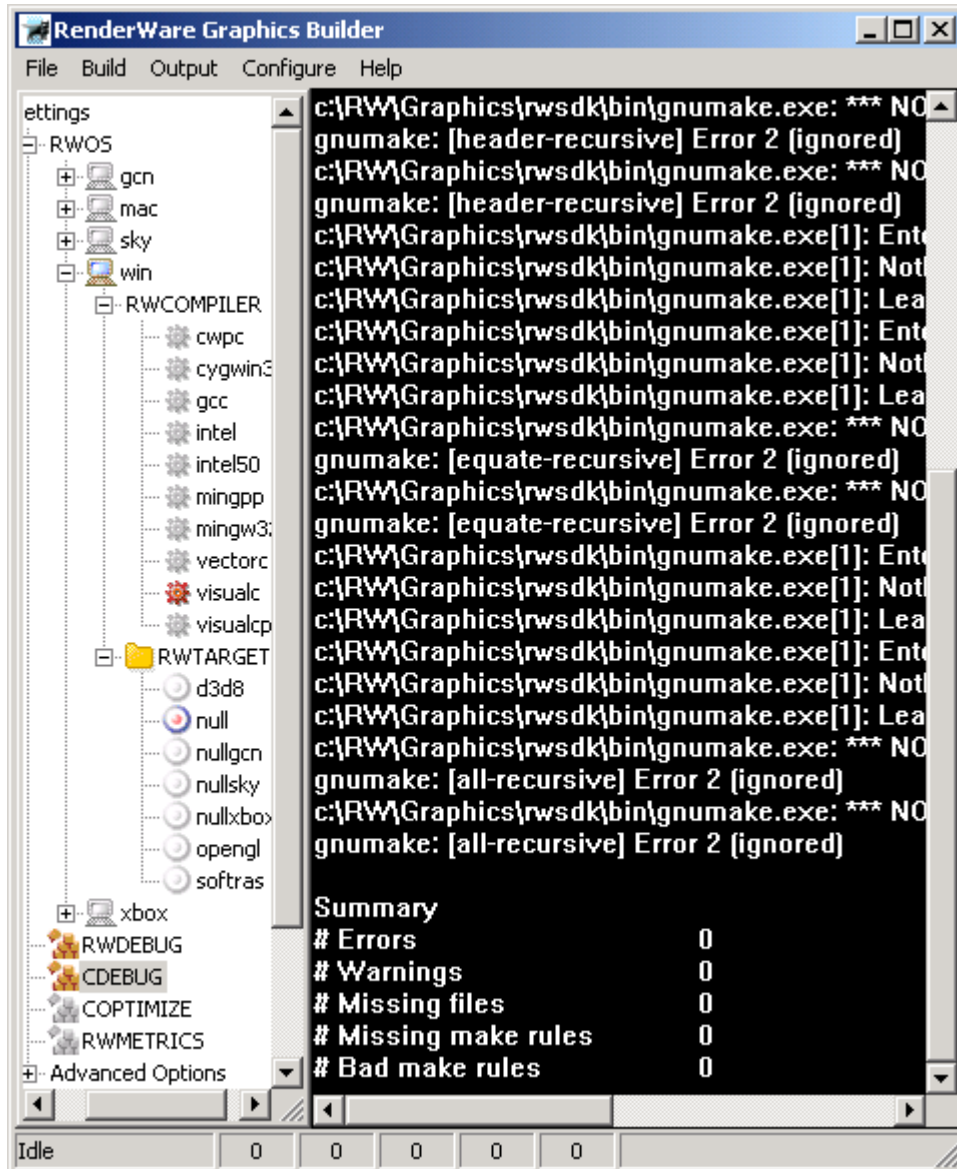 RenderWare Graphics Builder
File Build Output Configure Help
ettings
RWOS
gcn
mac
sky
win
RWCOMPILER
cwpc
cygwin3
gcc
intel
intel50
mingpp
mingw3
vectorc
visualc
visualcp
RWTARGET
d3d8
null
nullgcn
nullsky
nullxbox
opengl
softras
xbox
RWDEBUG
CDEBUG
COPTIMIZE
RWMETRICS
Advanced Options
c:\RW\Graphics\rwsdk\bin\gnumake.exe: *** NO
gnumake: [header-recursive] Error 2 (ignored)
c:\RW\Graphics\rwsdk\bin\gnumake.exe: *** NO
gnumake: [header-recursive] Error 2 (ignored)
c:\RW\Graphics\rwsdk\bin\gnumake.exe[1]: Ente
c:\RW\Graphics\rwsdk\bin\gnumake.exe[1]: Noth
c:\RW\Graphics\rwsdk\bin\gnumake.exe[1]: Lea
c:\RW\Graphics\rwsdk\bin\gnumake.exe[1]: Ente
c:\RW\Graphics\rwsdk\bin\gnumake.exe[1]: Noth
c:\RW\Graphics\rwsdk\bin\gnumake.exe[1]: Lea
c:\RW\Graphics\rwsdk\bin\gnumake.exe: *** NO
gnumake: [equate-recursive] Error 2 (ignored)
c:\RW\Graphics\rwsdk\bin\gnumake.exe: *** NO
gnumake: [equate-recursive] Error 2 (ignored)
c:\RW\Graphics\rwsdk\bin\gnumake.exe[1]: Ente
c:\RW\Graphics\rwsdk\bin\gnumake.exe[1]: Noth
c:\RW\Graphics\rwsdk\bin\gnumake.exe[1]: Lea
c:\RW\Graphics\rwsdk\bin\gnumake.exe[1]: Ente
c:\RW\Graphics\rwsdk\bin\gnumake.exe[1]: Noth
c:\RW\Graphics\rwsdk\bin\gnumake.exe[1]: Lea
c:\RW\Graphics\rwsdk\bin\gnumake.exe: *** NO
gnumake: [all-recursive] Error 2 (ignored)
c:\RW\Graphics\rwsdk\bin\gnumake.exe: *** NO
gnumake: [all-recursive] Error 2 (ignored)
Summary
# Errors 0
# Warnings 0
# Missing files 0
# Missing make rules 0
# Bad make rules 0
Idle 0 0 0 0 0